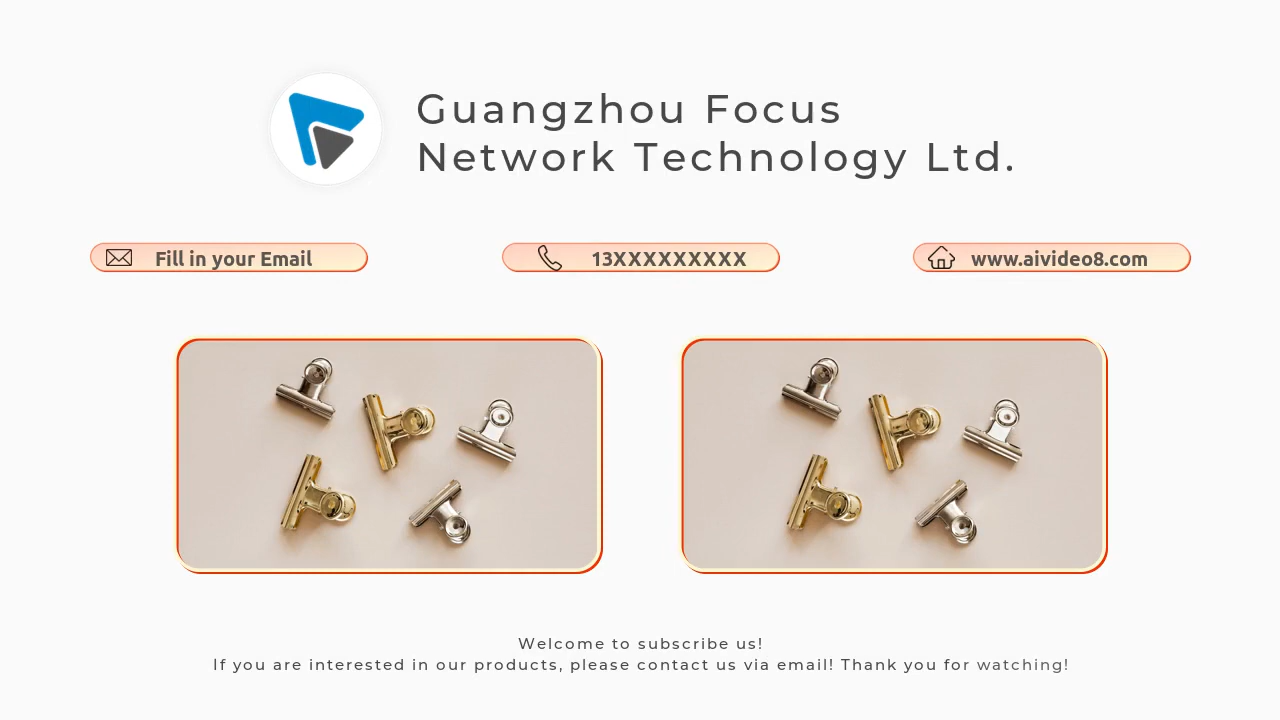 Guangzhou Focus
Network Technology Ltd.
Fill in your Email
13XXXXXXXXX
www.aivideo8.com
Welcome to subscribe us!
If you are interested in our products, please contact us via email! Thank you for watching!